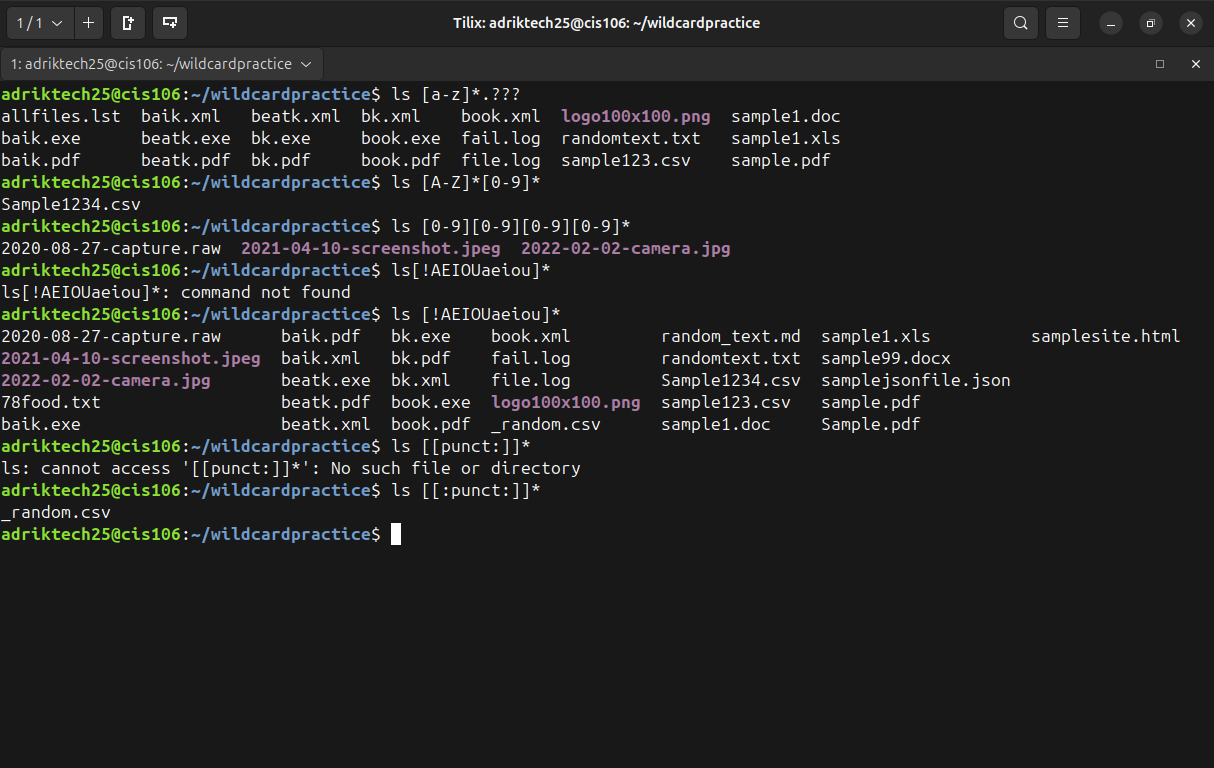 1 / 1
Tilix: adriktech25@cis106: ~/wildcardpractice
1: adriktech25@cis106: ~/wildcardpractice
adriktech25@cis106:~/wildcardpractice$ ls [a-z]*.???
allfiles.lst  baik.xml   beatk.xml  bk.xml    book.xml  logo100x100.png  sample1.doc
baik.exe      beatk.exe  bk.exe     book.exe  fail.log  randomtext.txt   sample1.xls
baik.pdf      beatk.pdf  bk.pdf     book.pdf  file.log  sample123.csv    sample.pdf
adriktech25@cis106:~/wildcardpractice$ ls [A-Z]*[0-9]*
Sample1234.csv
adriktech25@cis106:~/wildcardpractice$ ls [0-9][0-9][0-9][0-9]*
2020-08-27-capture.raw  2021-04-10-screenshot.jpeg  2022-02-02-camera.jpg
adriktech25@cis106:~/wildcardpractice$ ls[!AEIOUaeiou]*
ls[!AEIOUaeiou]*: command not found
adriktech25@cis106:~/wildcardpractice$ ls [!AEIOUaeiou]*
2020-08-27-capture.raw      baik.pdf   bk.exe    book.xml         random_text.md  sample1.xls          samplesite.html
2021-04-10-screenshot.jpeg  baik.xml   bk.pdf    fail.log         randomtext.txt  sample99.docx
2022-02-02-camera.jpg       beatk.exe  bk.xml    file.log         Sample1234.csv  samplejsonfile.json
78food.txt                  beatk.pdf  book.exe  logo100x100.png  sample123.csv   sample.pdf
baik.exe                    beatk.xml  book.pdf  _random.csv      sample1.doc     Sample.pdf
adriktech25@cis106:~/wildcardpractice$ ls [[punct:]]*
ls: cannot access '[[punct:]]*': No such file or directory
adriktech25@cis106:~/wildcardpractice$ ls [[:punct:]]*
_random.csv
adriktech25@cis106:~/wildcardpractice$